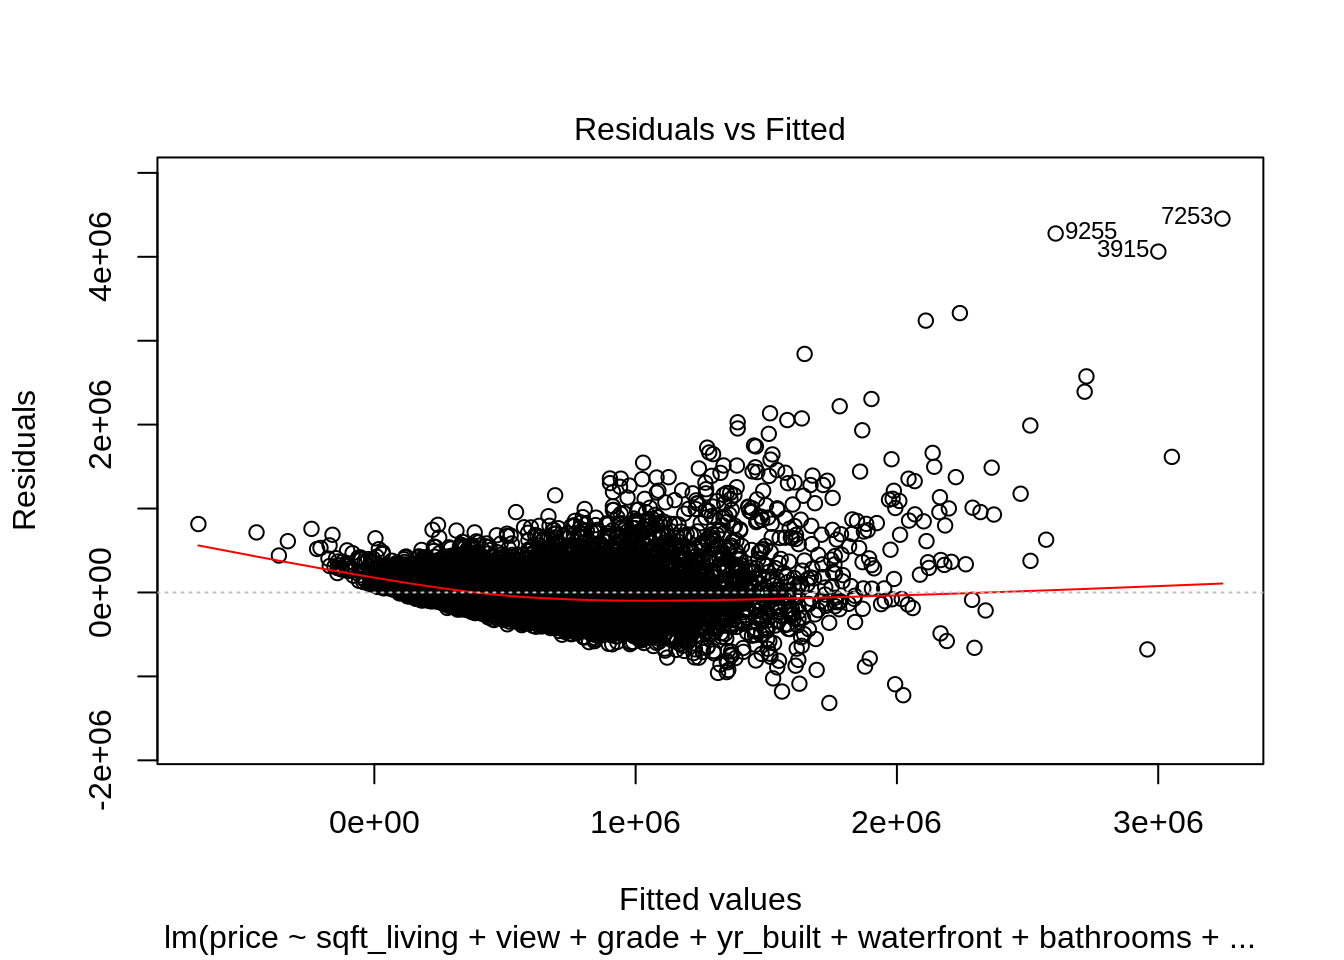 Residuals vs Fitted
7253
9255
3915
Residuals
4e+06
2e+06
0e+00
-2e+06
0e+00 1e+06 2e+06 3e+06
Fitted values
lm(price ~ sqft_living + view + grade + yr_built + waterfront + bathrooms + ...